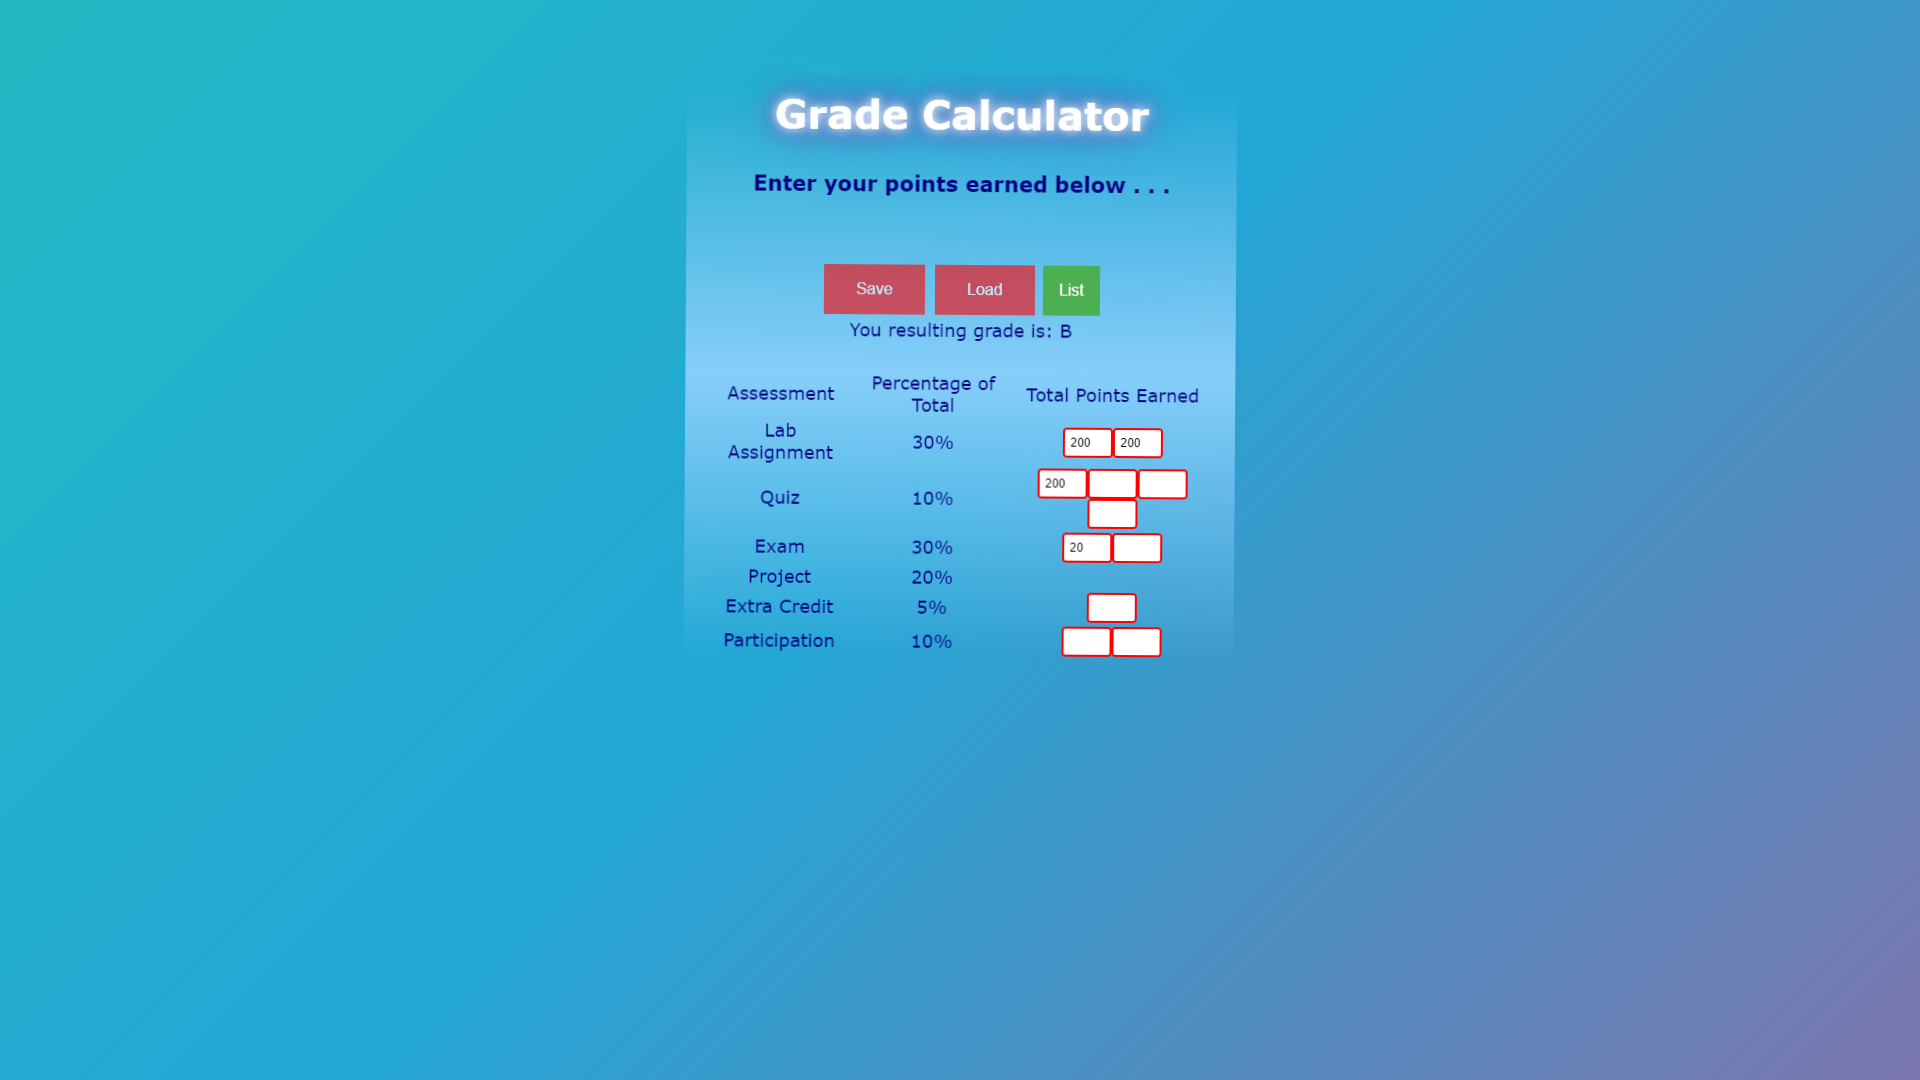 Grade Calculator
Enter your points earned below . . .
Save Load List
You resulting grade is: B
Assessment Percentage of Total Total Points Earned
Lab Assignment 30% 200 200
Quiz 10% 200
Exam 30% 20
Project 20%
Extra Credit 5%
Participation 10%